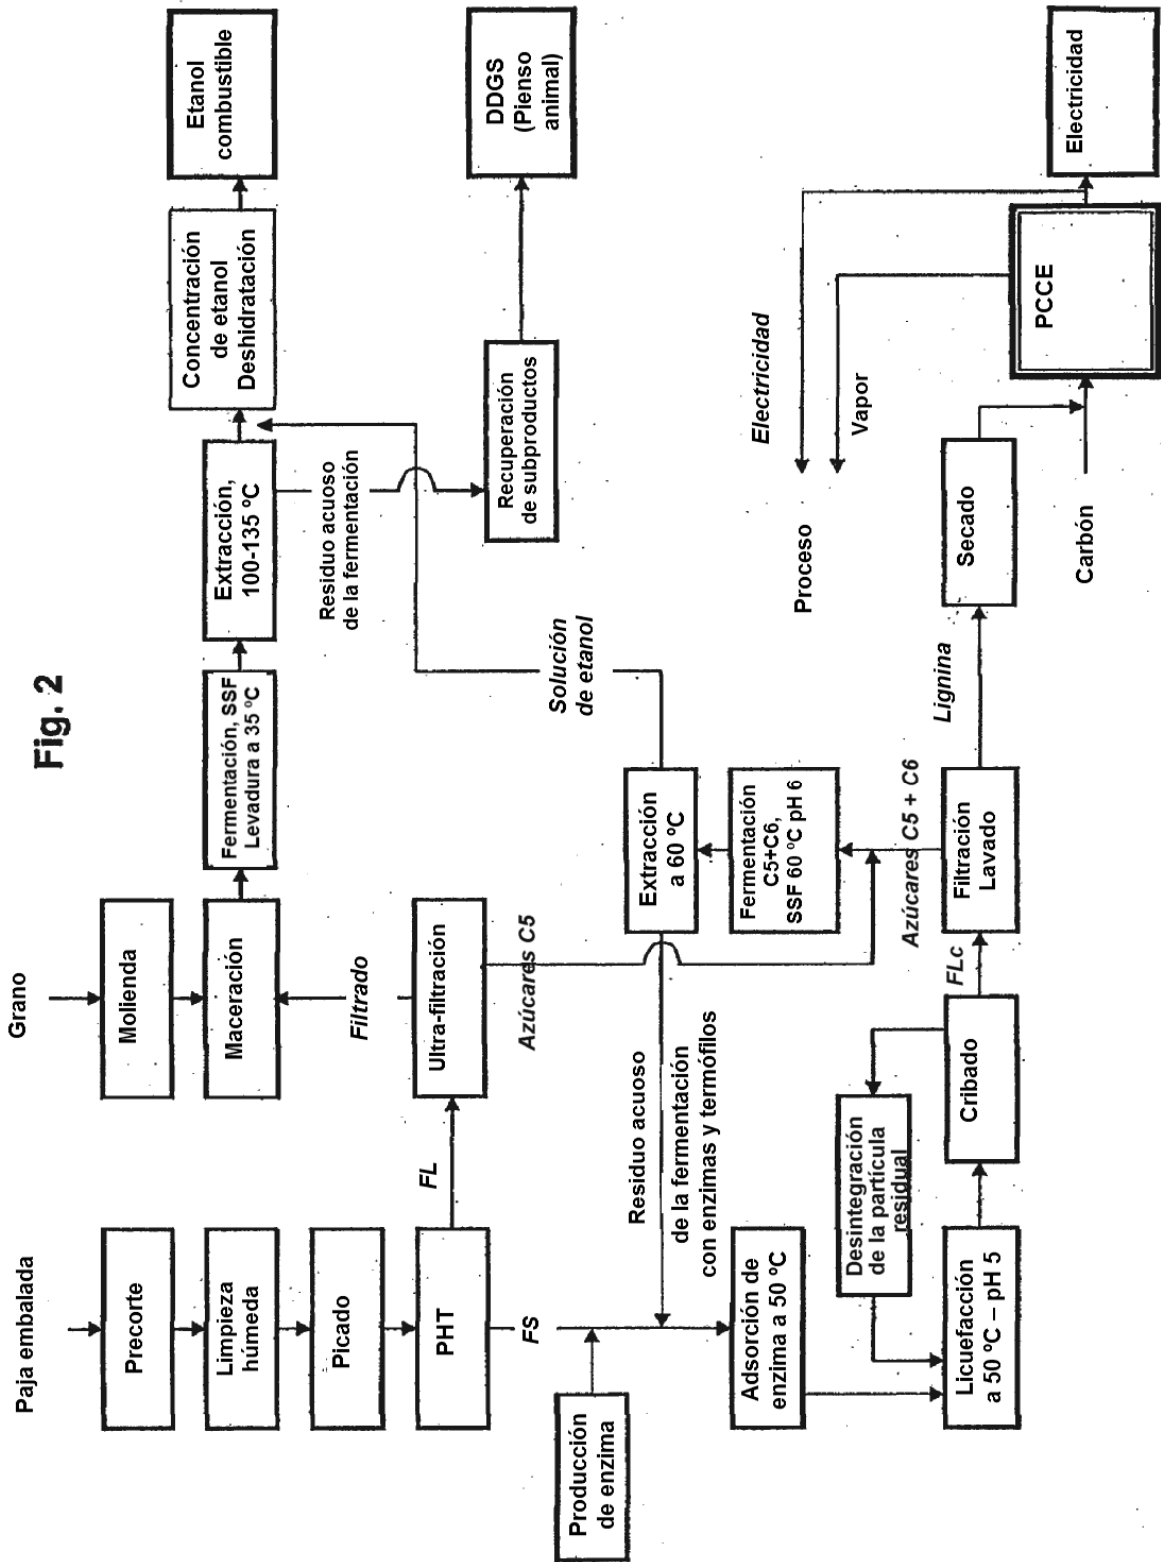 Fig. 2
Paja embalada
Precorte
Limpieza
húmeda
Picado
PHT
FL
FS
Producción
de enzima
Grano
Molienda
Maceración
Filtrado
Ultra-filtración
Azúcares C5
Fermentación, SSF
Levadura a 35 ºC
Extracción,
100-135 ºC
Concentración
de etanol
Deshidratación
Etanol
combustible
Residuo acuoso
de la fermentación
Recuperación
de subproductos
DDGS
(Pienso
animal)
Solución
de etanol
Extracción
a 60 ºC
Fermentación
C5+C6,
SSF 60 ºC pH 6
Azúcares C5 + C6
Residuo acuoso
de la fermentación
con enzimas y termófilos
Adsorción de
enzima a 50 ºC
Desintegración
de la partícula
residual
Licuefacción
a 50 ºC – pH 5
Cribado
FLc
Filtración
Lavado
Lignina
Secado
Carbón
PCCE
Proceso
Electricidad
Vapor
Electricidad